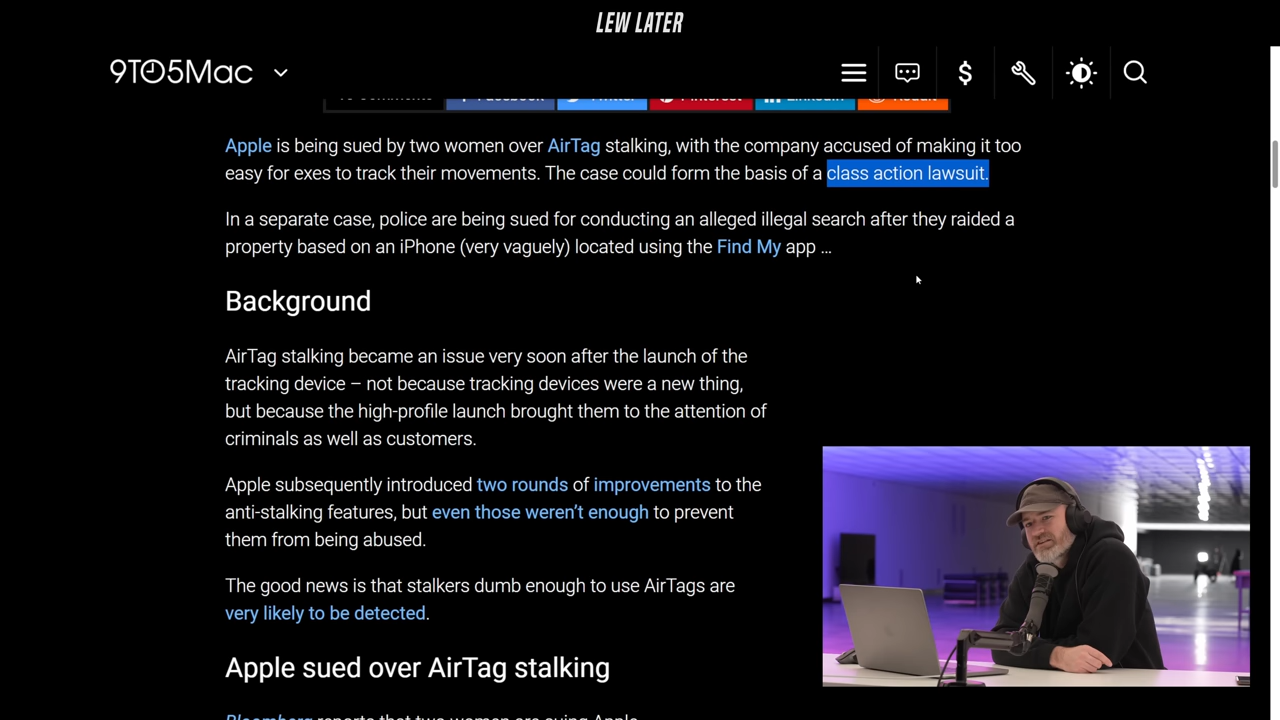 LEW LATER
9TO5Mac
Facebook Twitter Pinterest LinkedIn Reddit
Apple is being sued by two women over AirTag stalking, with the company accused of making it too
easy for exes to track their movements. The case could form the basis of a class action lawsuit.
In a separate case, police are being sued for conducting an alleged illegal search after they raided a
property based on an iPhone (very vaguely) located using the Find My app ...
Background
AirTag stalking became an issue very soon after the launch of the
tracking device – not because tracking devices were a new thing,
but because the high-profile launch brought them to the attention of
criminals as well as customers.
Apple subsequently introduced two rounds of improvements to the
anti-stalking features, but even those weren’t enough to prevent
them from being abused.
The good news is that stalkers dumb enough to use AirTags are
very likely to be detected.
Apple sued over AirTag stalking
Bloomberg reports that two women are suing Apple